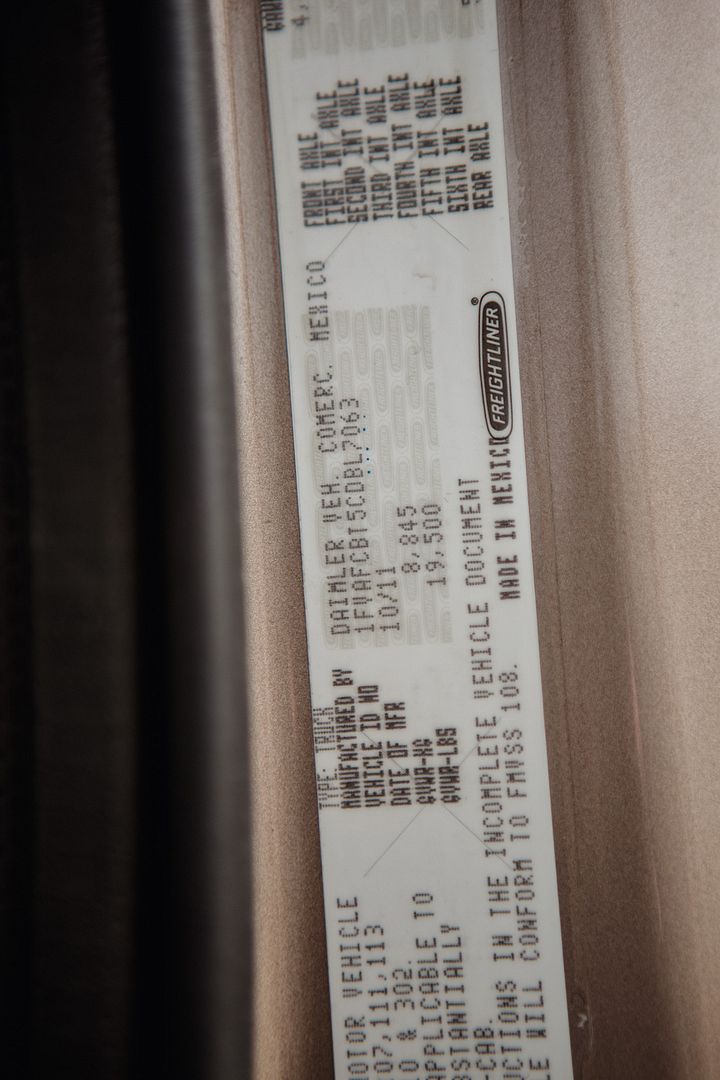 OTOR VEHICLE
07,111,113
0 & 302.
APPLICABLE TO
BSTANTIALLY
-CAB.
UCTIONS IN THE INCOMPLETE VEHICLE DOCUMENT
E WILL CONFORM TO FMVSS 108.
MADE IN MEXICO
TYPE: TRUCK
MANUFACTURED BY DAIMLER VEH. COMERC. MEXICO
VEHICLE ID NO 1FVAFCBT5CDBL7063
DATE OF MFR 10/11
GVWR-KG 8,845
GVWR-LBS 19,500
FREIGHTLINER®
FRONT AXLE
FIRST INT AXLE
SECOND INT AXLE
THIRD INT AXLE
FOURTH INT AXLE
FIFTH INT AXLE
SIXTH INT AXLE
REAR AXLE
4,